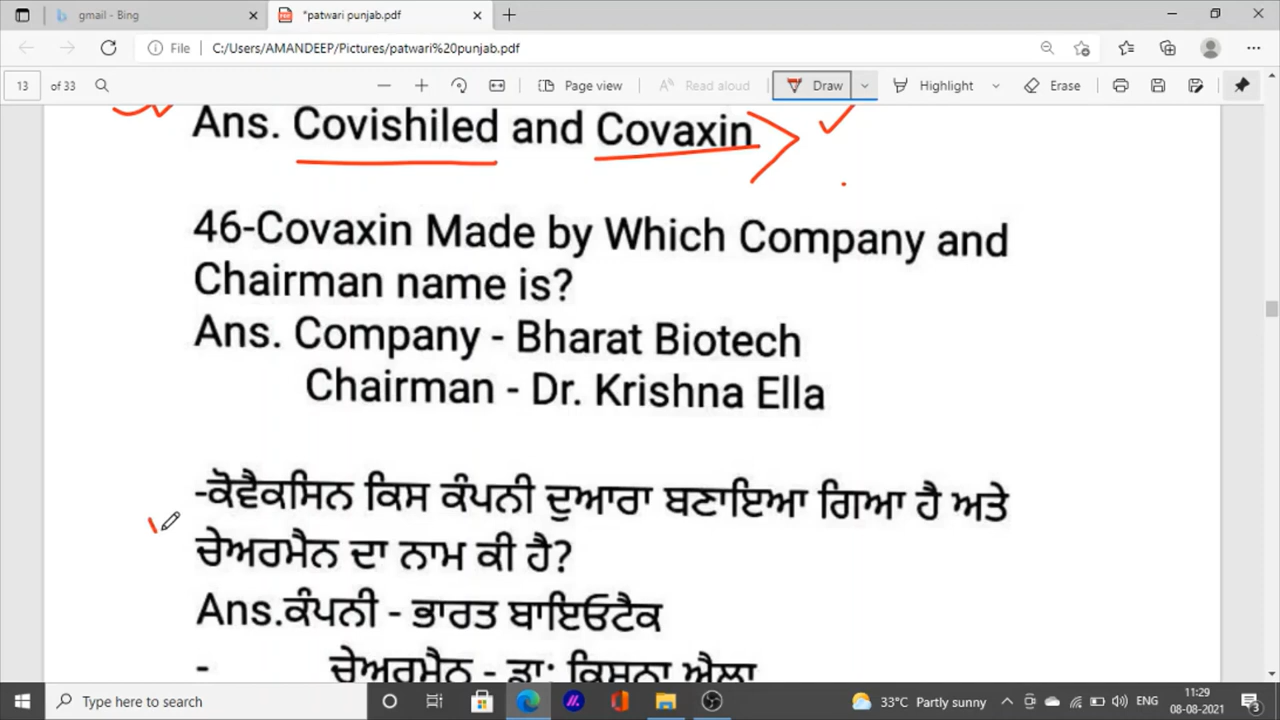 gmail - Bing
*patwari punjab.pdf
File
C:/Users/AMANDEEP/Pictures/patwari%20punjab.pdf
13 of 33
Page view
Read aloud
Draw
Highlight
Erase
Ans. Covishiled and Covaxin
46-Covaxin Made by Which Company and
Chairman name is?
Ans. Company - Bharat Biotech
Chairman - Dr. Krishna Ella
-ਕੋਵੈਕਸਿਨ ਕਿਸ ਕੰਪਨੀ ਦੁਆਰਾ ਬਣਾਇਆ ਗਿਆ ਹੈ ਅਤੇ
ਚੇਅਰਮੈਨ ਦਾ ਨਾਮ ਕੀ ਹੈ?
Ans.ਕੰਪਨੀ - ਭਾਰਤ ਬਾਇਓਟੈਕ
- ਚੇਅਰਮੈਨ - ਡਾ: ਕ੍ਰਿਸ਼ਨਾ ਐਲਾ
Type here to search
33°C Partly sunny
ENG
11:29
08-08-2021
3